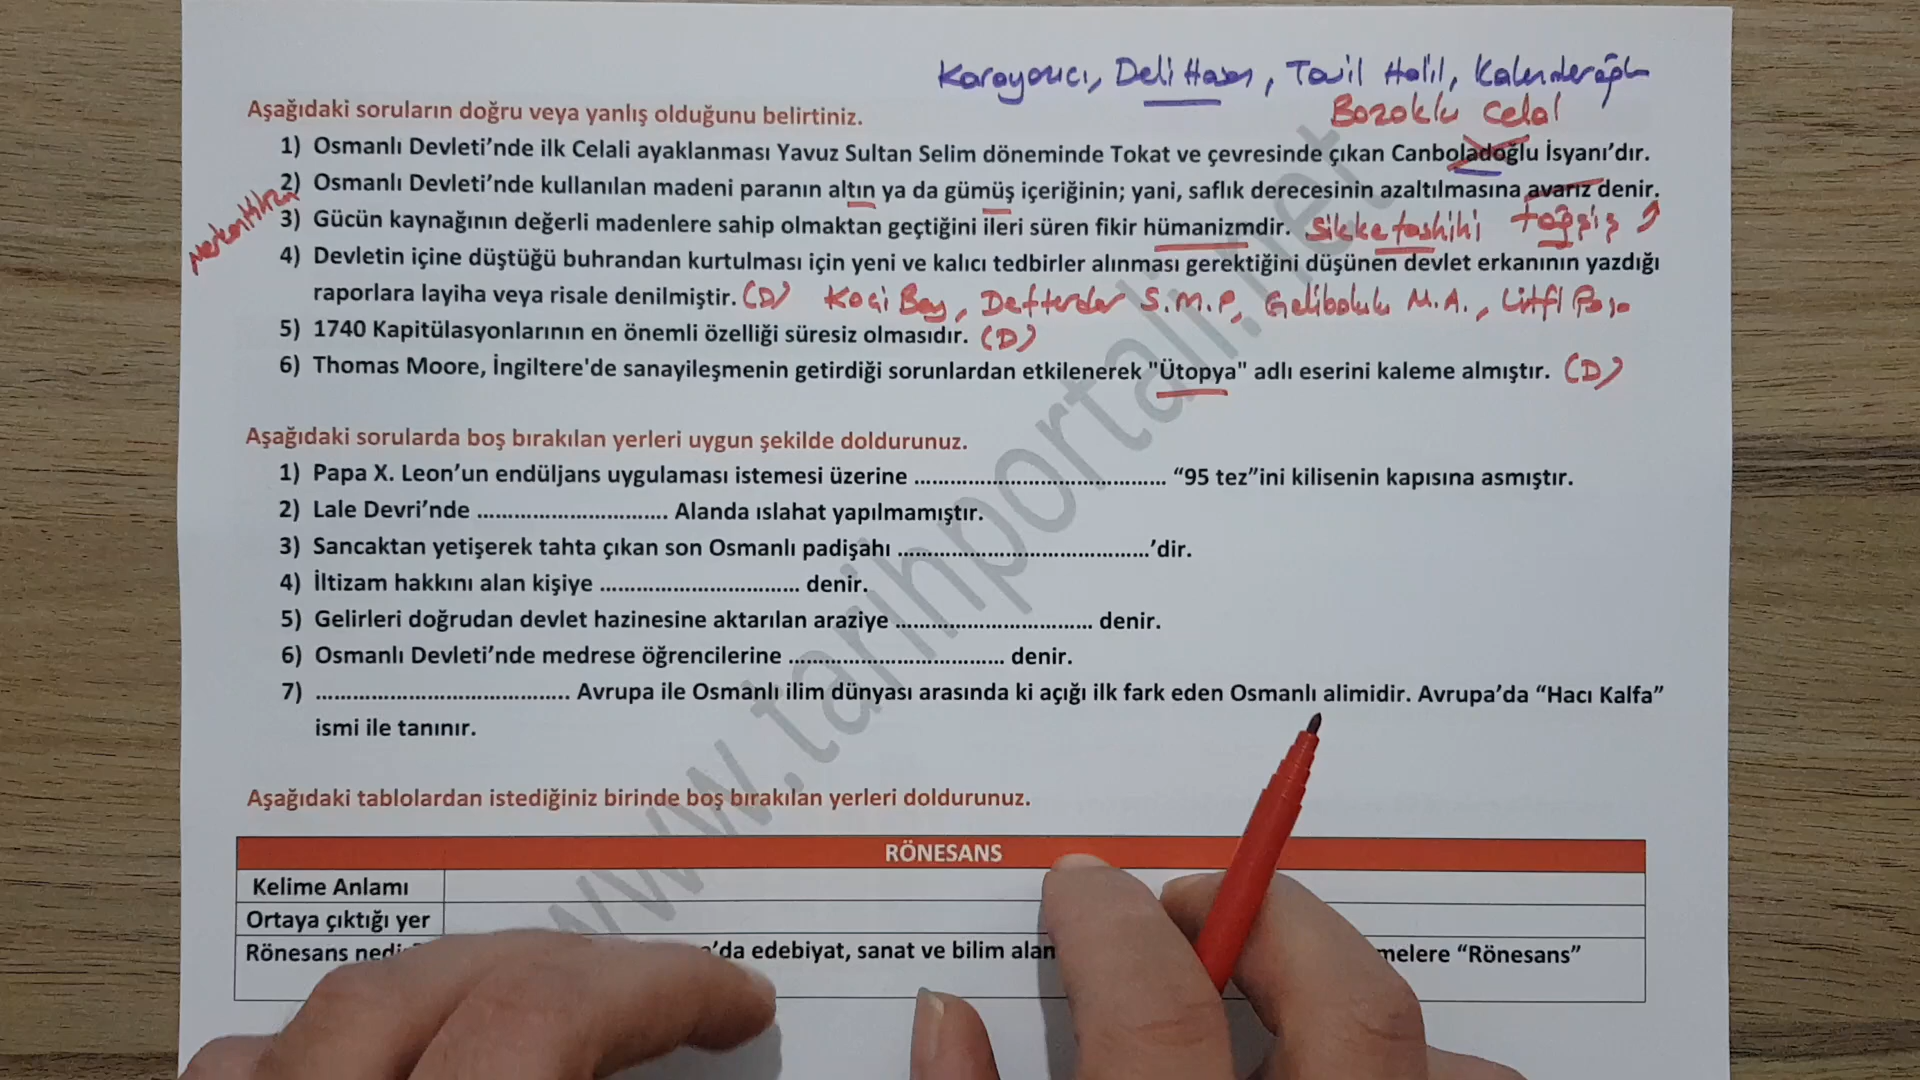 Karayazıcı, Deli Hasan, Tavil Halil, Kalenderoğlu
Bozoklu Celal
Aşağıdaki soruların doğru veya yanlış olduğunu belirtiniz.
1) Osmanlı Devleti’nde ilk Celali ayaklanması Yavuz Sultan Selim döneminde Tokat ve çevresinde çıkan Canboladoğlu İsyanı’dır.
2) Osmanlı Devleti’nde kullanılan madeni paranın altın ya da gümüş içeriğinin; yani, saflık derecesinin azaltılmasına avarız denir.
3) Gücün kaynağının değerli madenlere sahip olmaktan geçtiğini ileri süren fikir hümanizmdir. Sikke tashihi tağşiş
4) Devletin içine düştüğü buhrandan kurtulması için yeni ve kalıcı tedbirler alınması gerektiğini düşünen devlet erkanının yazdığı
raporlara layiha veya risale denilmiştir. (D) Koçi Bey, Defterdar S.M.P, Gelibolulu M.A., Lütfi Paşa
5) 1740 Kapitülasyonlarının en önemli özelliği süresiz olmasıdır. (D)
6) Thomas Moore, İngiltere'de sanayileşmenin getirdiği sorunlardan etkilenerek "Ütopya" adlı eserini kaleme almıştır. (D)
Aşağıdaki sorularda boş bırakılan yerleri uygun şekilde doldurunuz.
1) Papa X. Leon’un endüljans uygulaması istemesi üzerine ……………………………… “95 tez”ini kilisenin kapısına asmıştır.
2) Lale Devri’nde ………………………. Alanda ıslahat yapılmamıştır.
3) Sancaktan yetişerek tahta çıkan son Osmanlı padişahı ………………………………’dir.
4) İltizam hakkını alan kişiye ………………………. denir.
5) Gelirleri doğrudan devlet hazinesine aktarılan araziye ………………………. denir.
6) Osmanlı Devleti’nde medrese öğrencilerine …………………………. denir.
7) ………………………………. Avrupa ile Osmanlı ilim dünyası arasında ki açığı ilk fark eden Osmanlı alimidir. Avrupa’da “Hacı Kalfa”
ismi ile tanınır.
Aşağıdaki tablolardan istediğiniz birinde boş bırakılan yerleri doldurunuz.
RÖNESANS
Kelime Anlamı
Ortaya çıktığı yer
Rönesans ’da edebiyat, sanat ve bilim alan melere “Rönesans”
www.tarihportali.net